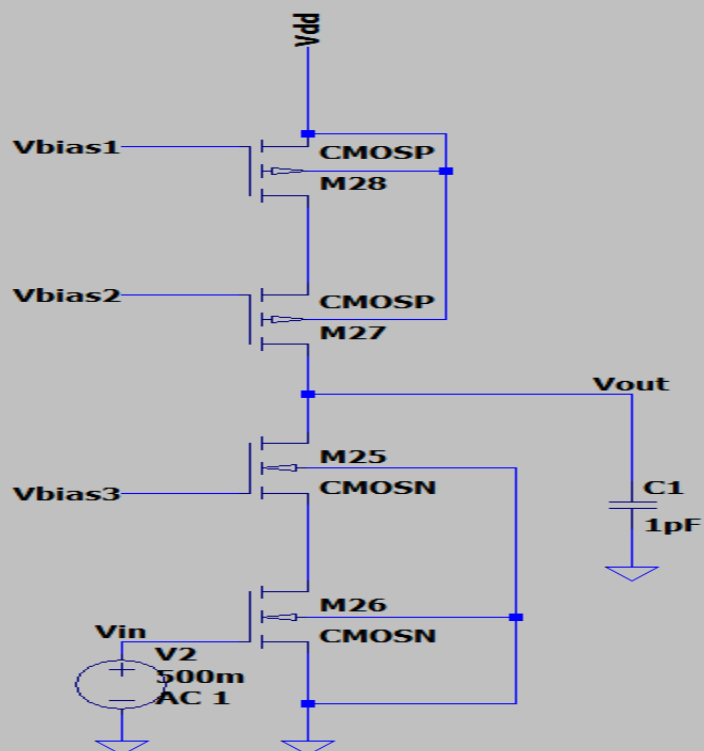 Vdd
Vbias1
CMOSP
M28
Vbias2
CMOSP
M27
Vout
M25
Vbias3
CMOSN
C1
1pF
M26
Vin
CMOSN
V2
500m
AC 1